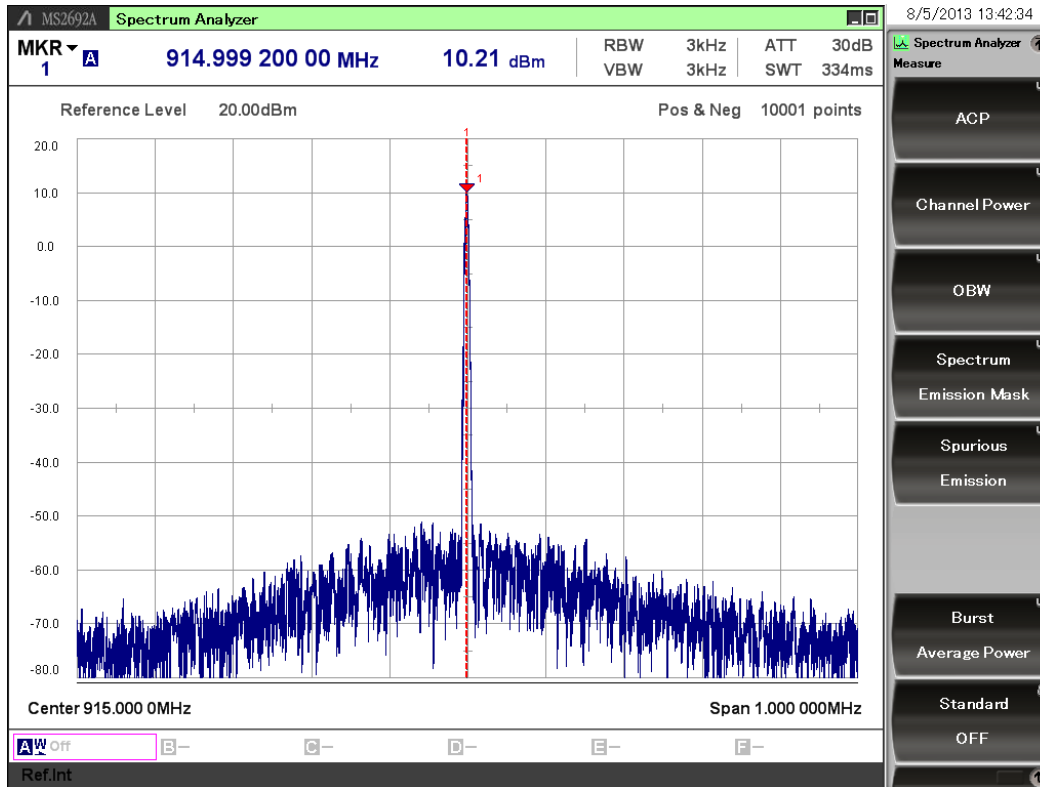 MS2692A Spectrum Analyzer
8/5/2013 13:42:34
MKR 1 A 914.999 200 00 MHz 10.21 dBm
RBW 3kHz ATT 30dB
VBW 3kHz SWT 334ms
Spectrum Analyzer
Measure
Reference Level 20.00dBm Pos & Neg 10001 points
1
1
20.0
10.0
0.0
-10.0
-20.0
-30.0
-40.0
-50.0
-60.0
-70.0
-80.0
Center 915.000 0MHz Span 1.000 000MHz
A W Off B- C- D- E- F-
Ref.Int
ACP
Channel Power
OBW
Spectrum
Emission Mask
Spurious
Emission
Burst
Average Power
Standard
OFF